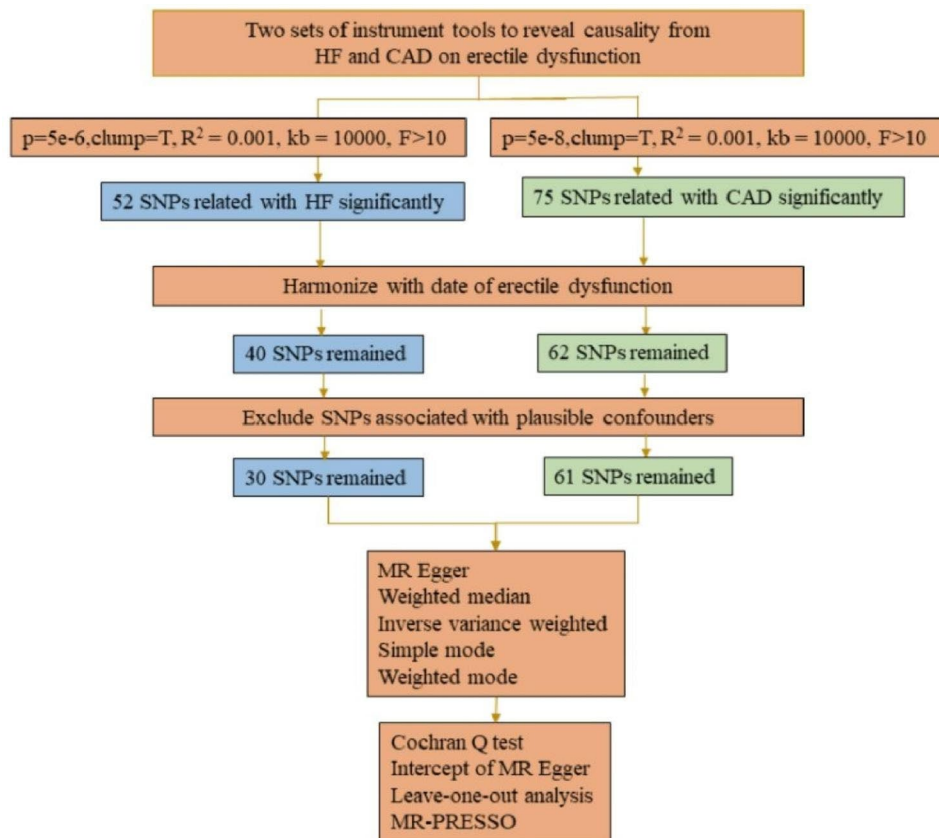 Two sets of instrument tools to reveal causality from
HF and CAD on erectile dysfunction
p=5e-6,clump=T, R² = 0.001, kb = 10000, F>10
p=5e-8,clump=T, R² = 0.001, kb = 10000, F>10
52 SNPs related with HF significantly
75 SNPs related with CAD significantly
Harmonize with date of erectile dysfunction
40 SNPs remained
62 SNPs remained
Exclude SNPs associated with plausible confounders
30 SNPs remained
61 SNPs remained
MR Egger
Weighted median
Inverse variance weighted
Simple mode
Weighted mode
Cochran Q test
Intercept of MR Egger
Leave-one-out analysis
MR-PRESSO